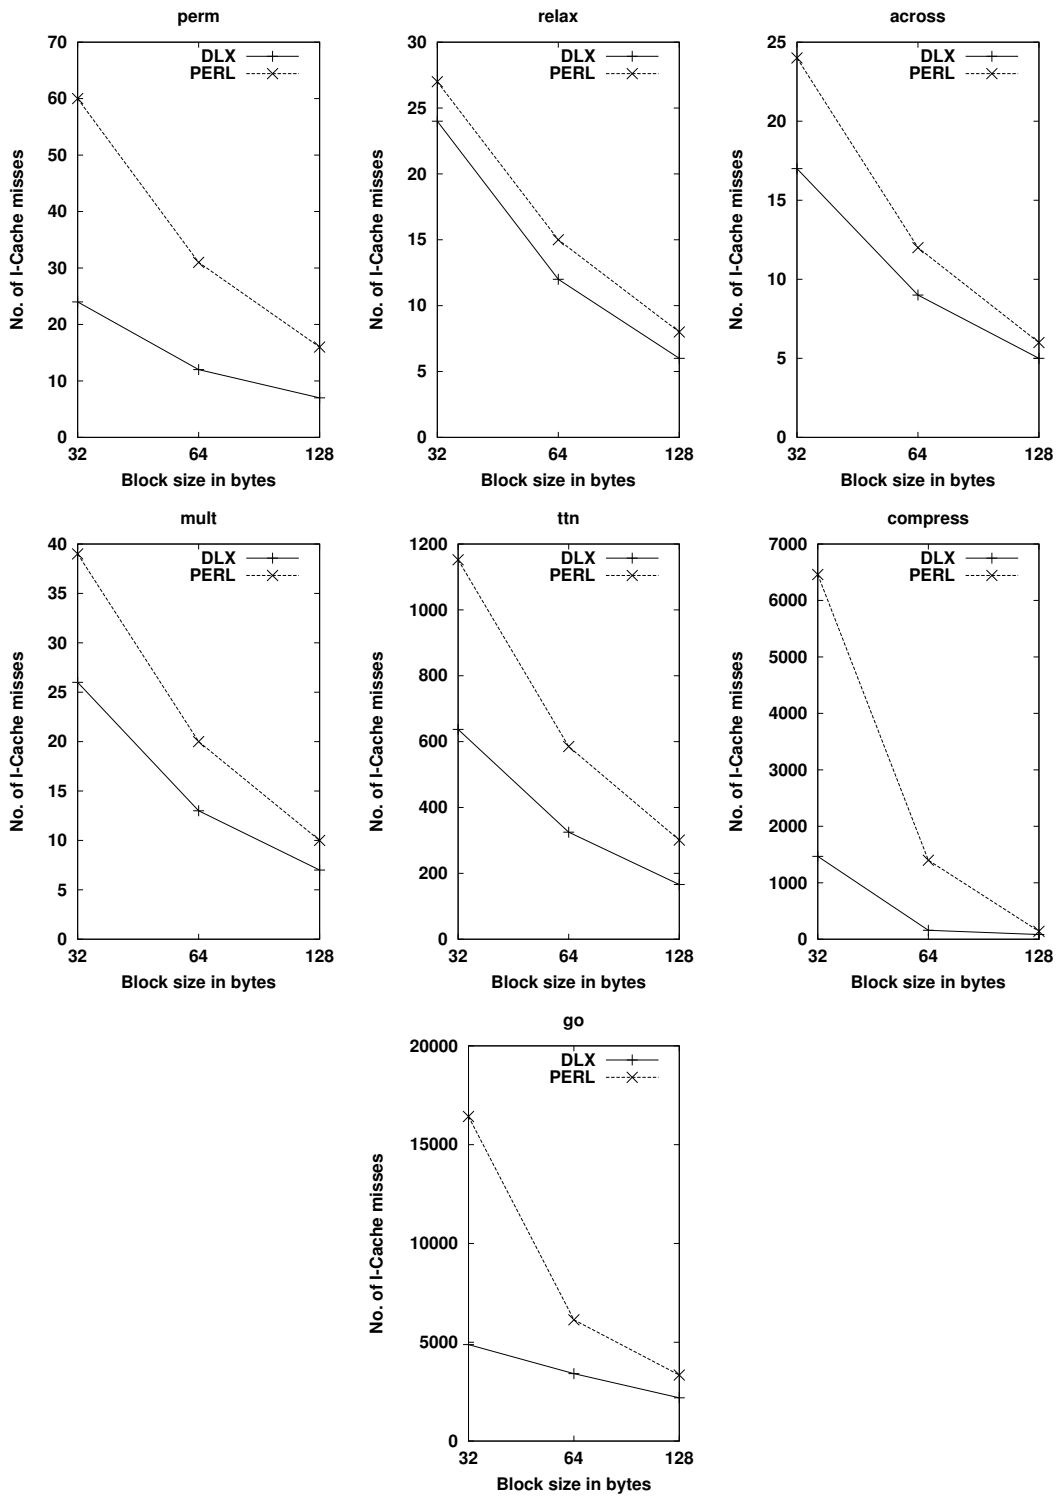 perm
70
60
50
40
30
20
10
0
32 64 128
No. of I-Cache misses
Block size in bytes
DLX
PERL
relax
30
25
20
15
10
5
0
32 64 128
No. of I-Cache misses
Block size in bytes
DLX
PERL
across
25
20
15
10
5
0
32 64 128
No. of I-Cache misses
Block size in bytes
DLX
PERL
mult
40
35
30
25
20
15
10
5
0
32 64 128
No. of I-Cache misses
Block size in bytes
DLX
PERL
ttn
1200
1000
800
600
400
200
0
32 64 128
No. of I-Cache misses
Block size in bytes
DLX
PERL
compress
7000
6000
5000
4000
3000
2000
1000
0
32 64 128
No. of I-Cache misses
Block size in bytes
DLX
PERL
go
20000
15000
10000
5000
0
32 64 128
No. of I-Cache misses
Block size in bytes
DLX
PERL